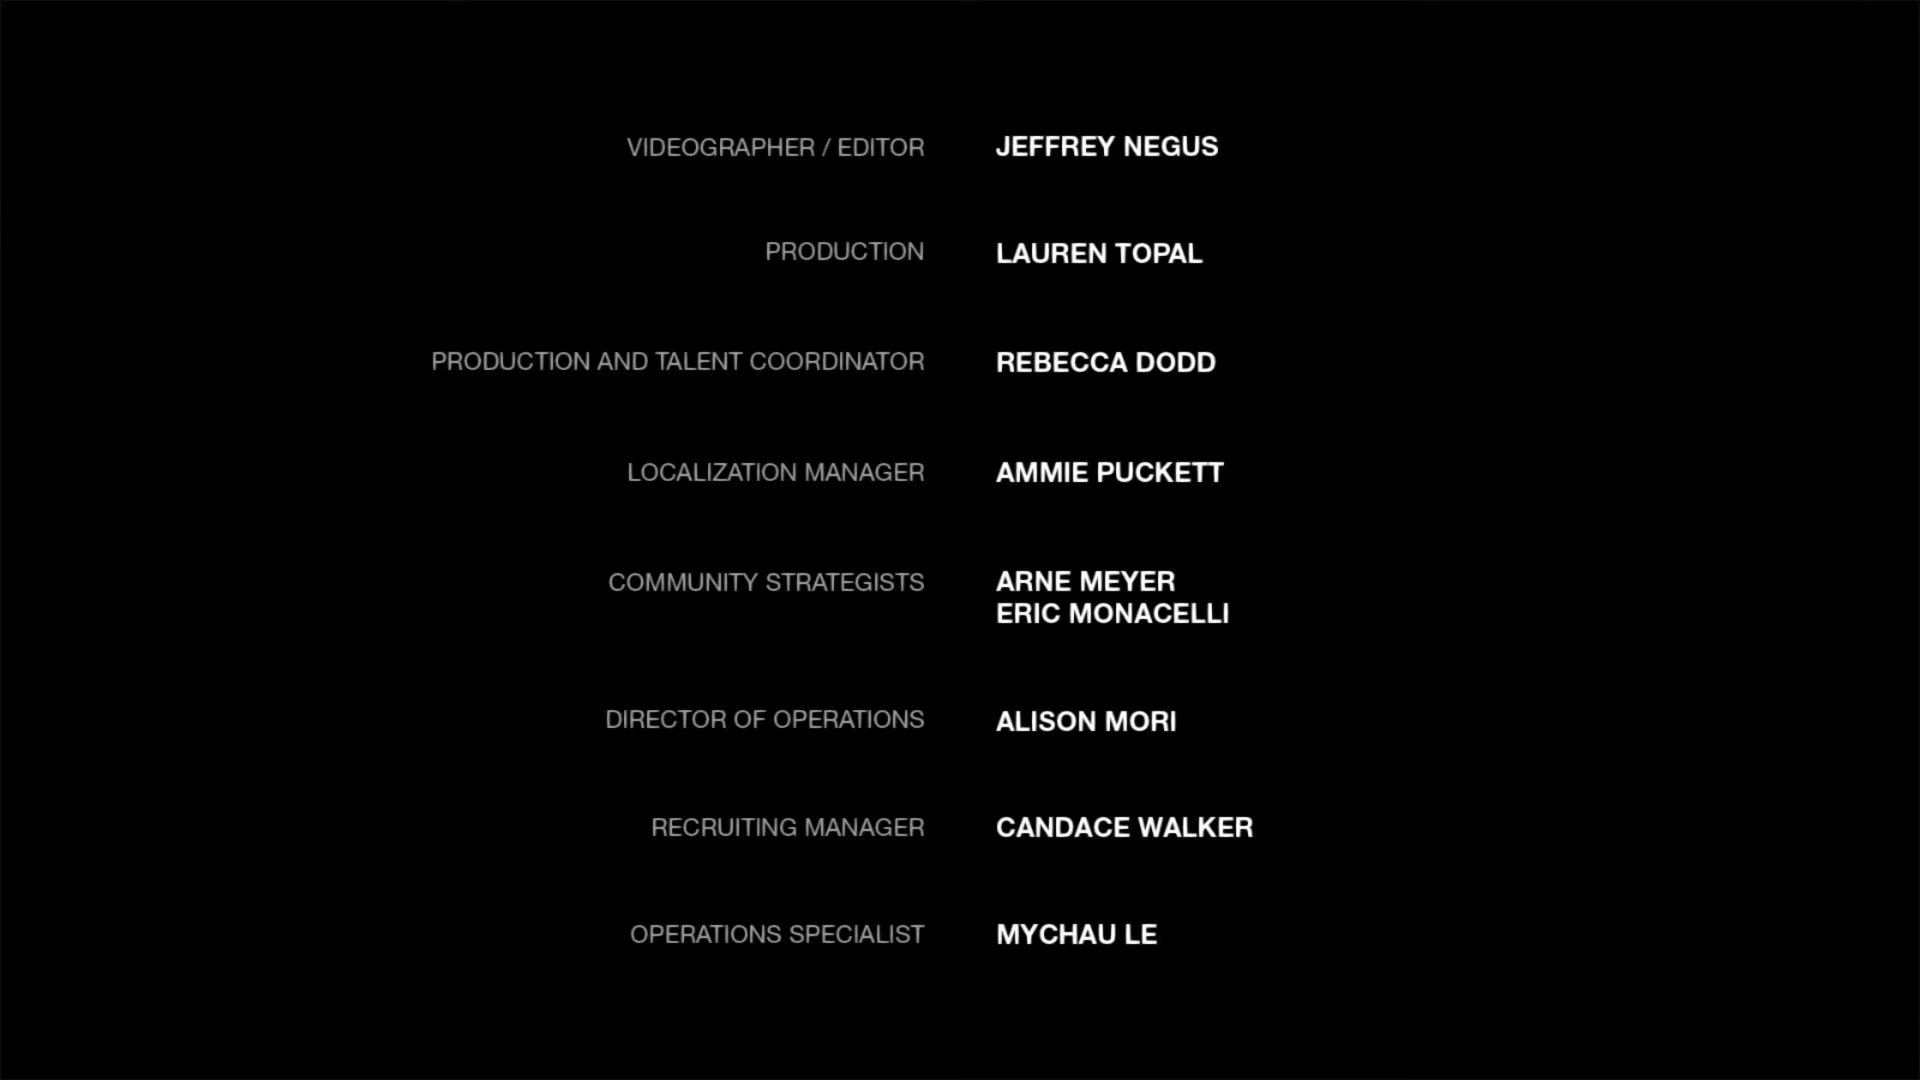 VIDEOGRAPHER / EDITOR JEFFREY NEGUS
PRODUCTION LAUREN TOPAL
PRODUCTION AND TALENT COORDINATOR REBECCA DODD
LOCALIZATION MANAGER AMMIE PUCKETT
COMMUNITY STRATEGISTS ARNE MEYER
ERIC MONACELLI
DIRECTOR OF OPERATIONS ALISON MORI
RECRUITING MANAGER CANDACE WALKER
OPERATIONS SPECIALIST MYCHAU LE